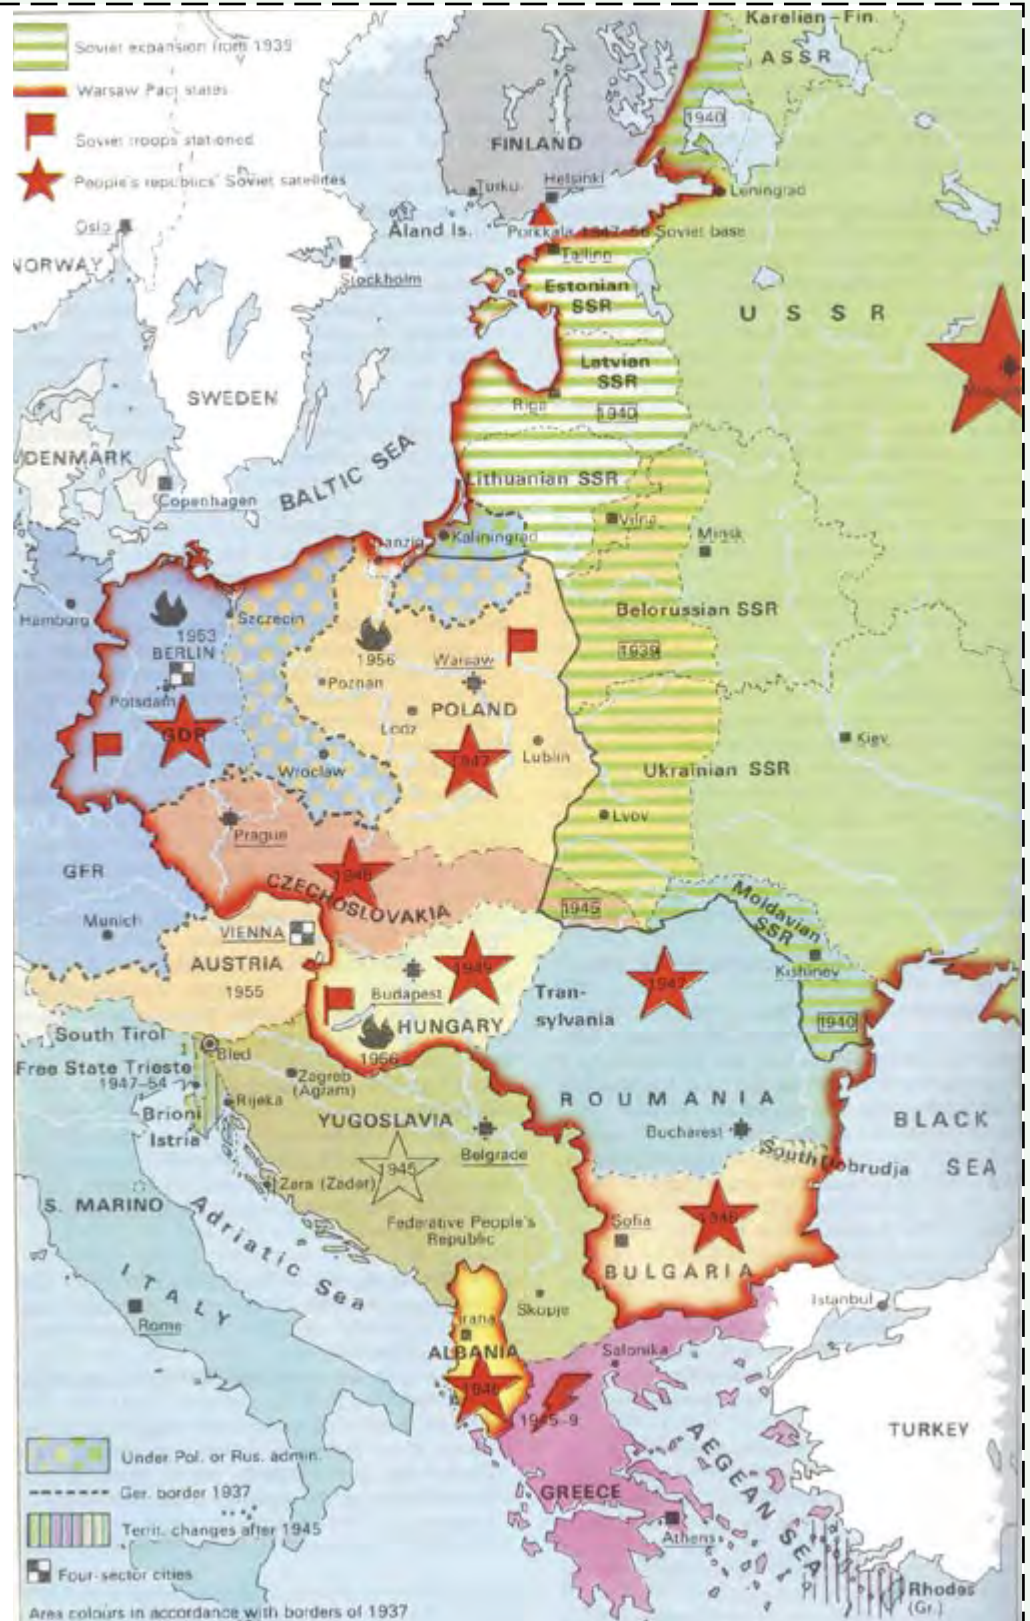 Soviet expansion from 1939
Warsaw Pact states
Soviet troops stationed
People's republics' Soviet satellites
Karelian-Fin.
ASSR
1940
FINLAND
Turku
Helsinki
Leningrad
Åland Is.
Porkkala 1947-56 Soviet base
Oslo
NORWAY
Stockholm
Tallinn
Estonian
SSR
U S S R
Latvian
SSR
Riga
1940
SWEDEN
DENMARK
Copenhagen
BALTIC SEA
Lithuanian SSR
Vilna
Minsk
Danzig
Kaliningrad
Hamburg
1953
BERLIN
Potsdam
GDR
Szczecin
1956
Warsaw
Poznan
Lodz
POLAND
1947
Lublin
Wroclaw
Belorussian SSR
1939
Kiev
Ukrainian SSR
Lvov
Prague
1948
CZECHOSLOVAKIA
1945
GFR
Munich
VIENNA
AUSTRIA
1955
Moldavian
SSR
Kishinev
1940
1949
Budapest
HUNGARY
1956
Tran-
sylvania
1947
South Tirol
Bled
Free State Trieste
1947-54
Zagreb
(Agram)
Brioni
Istria
Rijeka
YUGOSLAVIA
1945
Belgrade
Zara (Zadar)
Federative People's
Republic
ROUMANIA
Bucharest
South Dobrudja
BLACK
SEA
S. MARINO
Adriatic Sea
ITALY
Rome
Sofia
1946
BULGARIA
Skopje
Istanbul
Tirana
ALBANIA
1946
Salonika
1945-9
TURKEY
AEGEAN SEA
GREECE
Athens
Rhodes
(Gr.)
Under Pol. or Rus. admin.
Ger. border 1937
Territ. changes after 1945
Four-sector cities
Area colours in accordance with borders of 1937